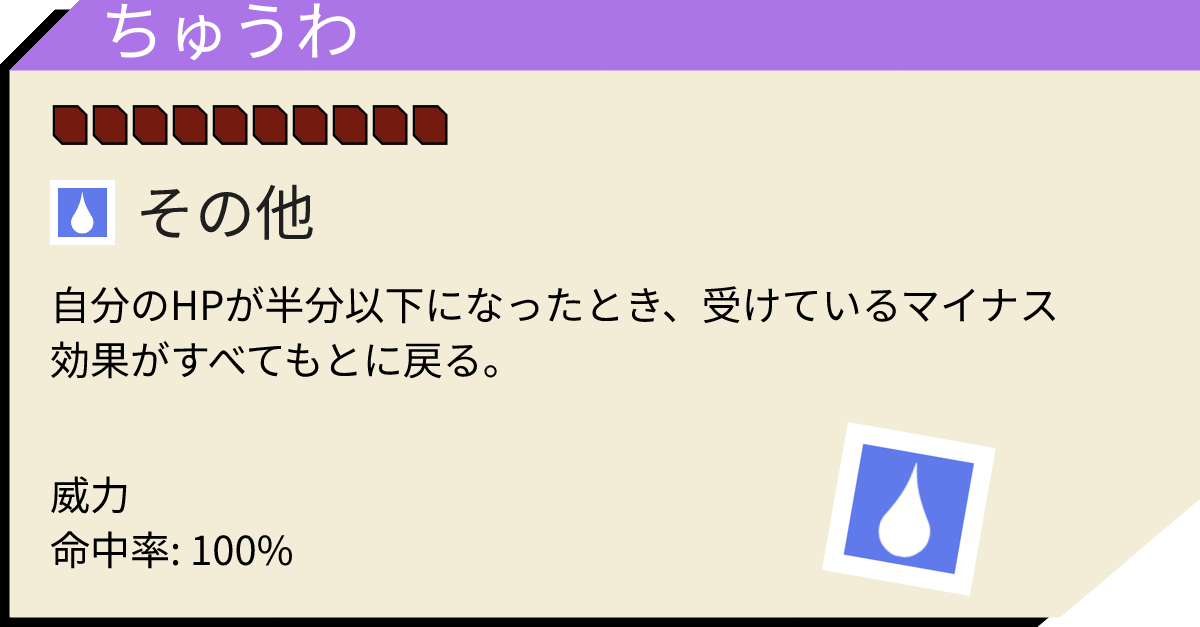 ちゅうわ
その他
自分のHPが半分以下になったとき、受けているマイナス
効果がすべてもとに戻る。
威力
命中率: 100%